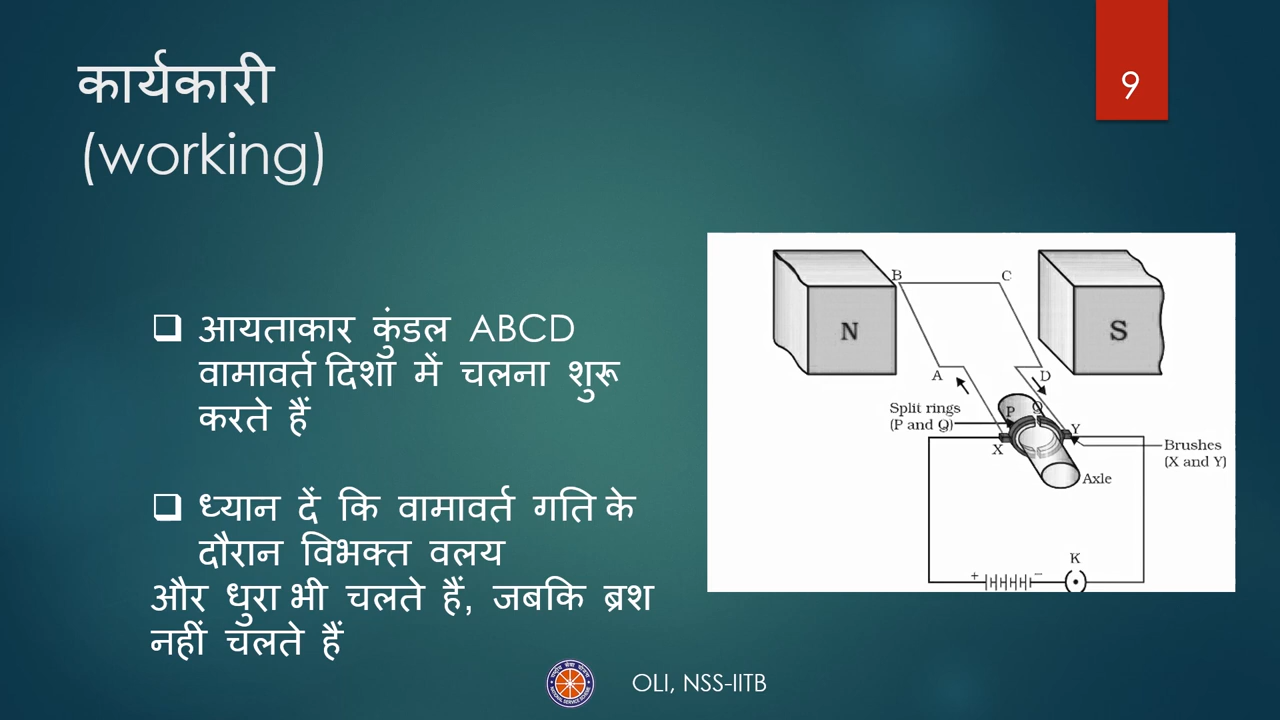 कार्यकारी
(working)
9
❑ आयताकार कुंडल ABCD
वामावर्त दिशा में चलना शुरू
करते हैं
❑ ध्यान दें कि वामावर्त गति के
दौरान विभक्त वलय
और धुरा भी चलते हैं, जबकि ब्रश
नहीं चलते हैं
B
C
N
S
A
D
Split rings
(P and Q)
P
Q
X
Y
Brushes
(X and Y)
Axle
K
+
−
OLI, NSS-IITB